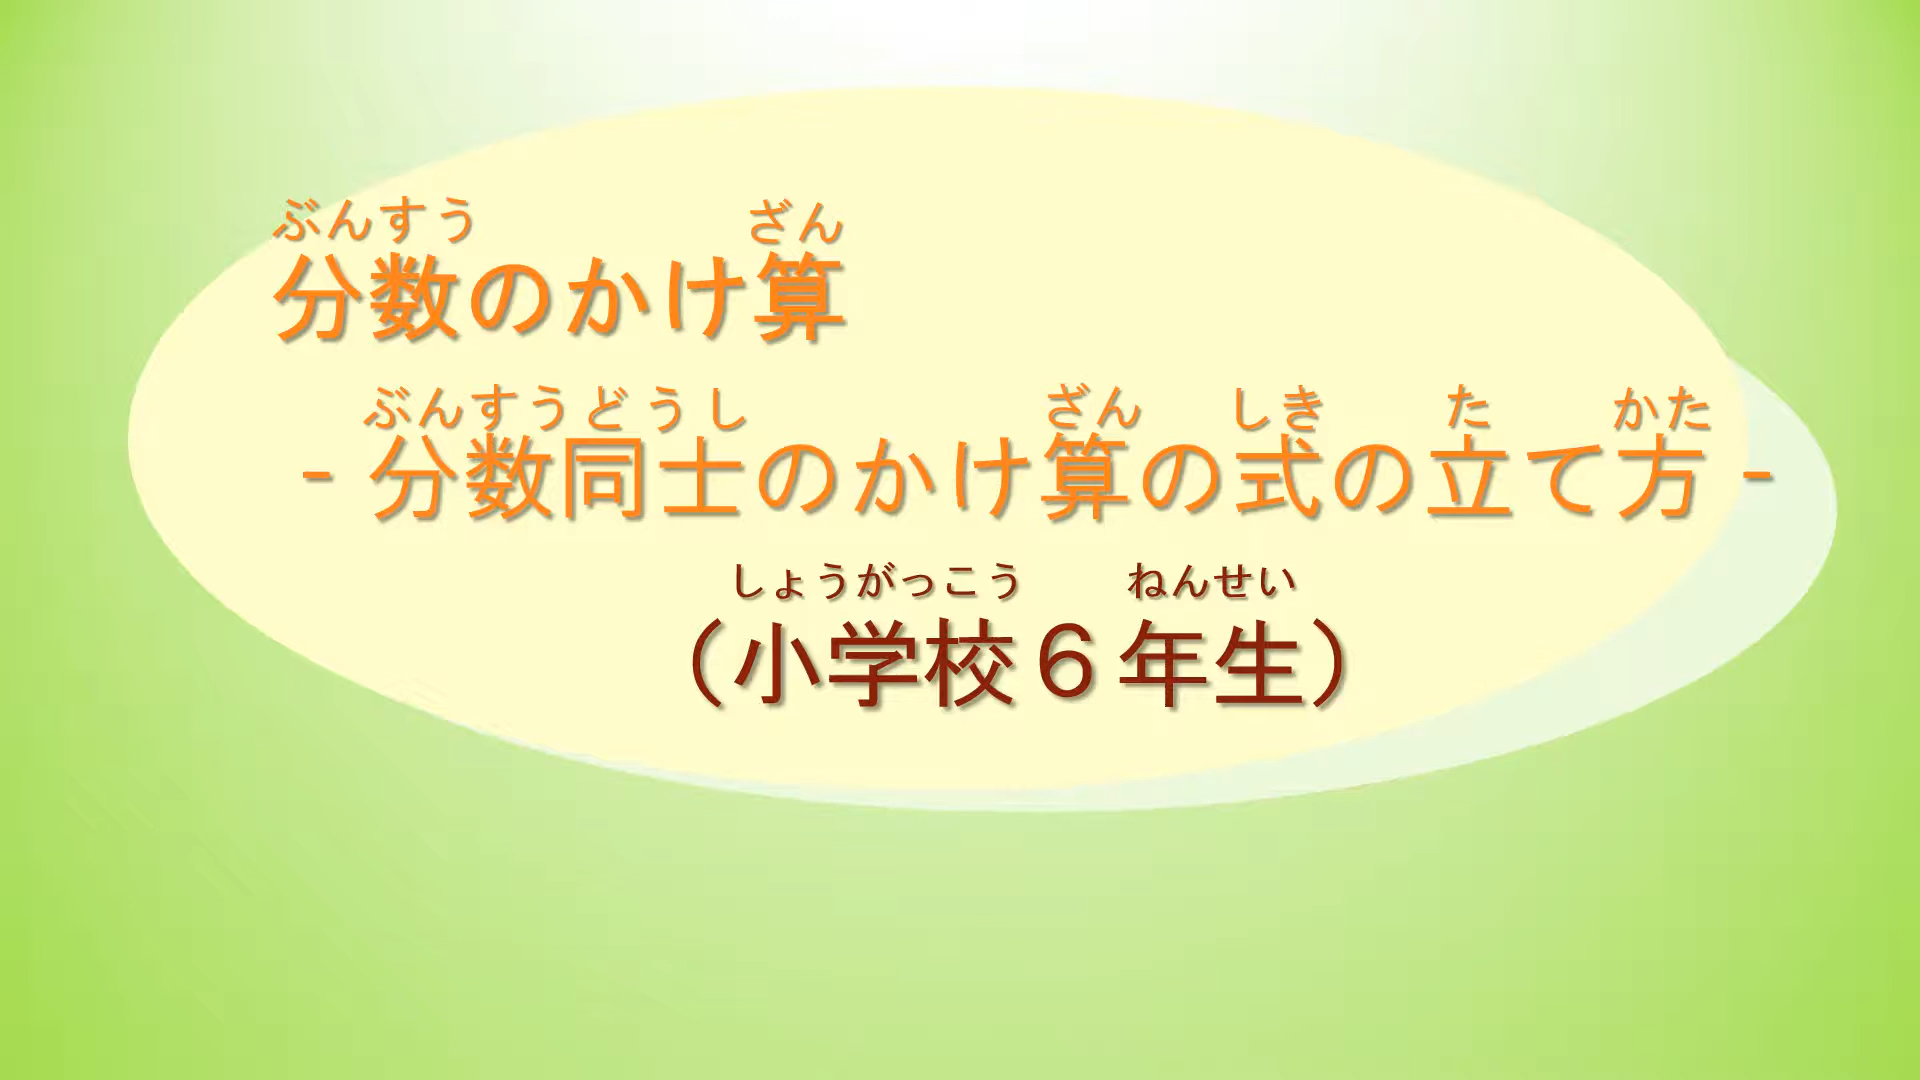 ぶんすう ざん
分数のかけ算
ぶんすうどうし ざん しき た かた
- 分数同士のかけ算の式の立て方 -
しょうがっこう ねんせい
（小学校６年生）